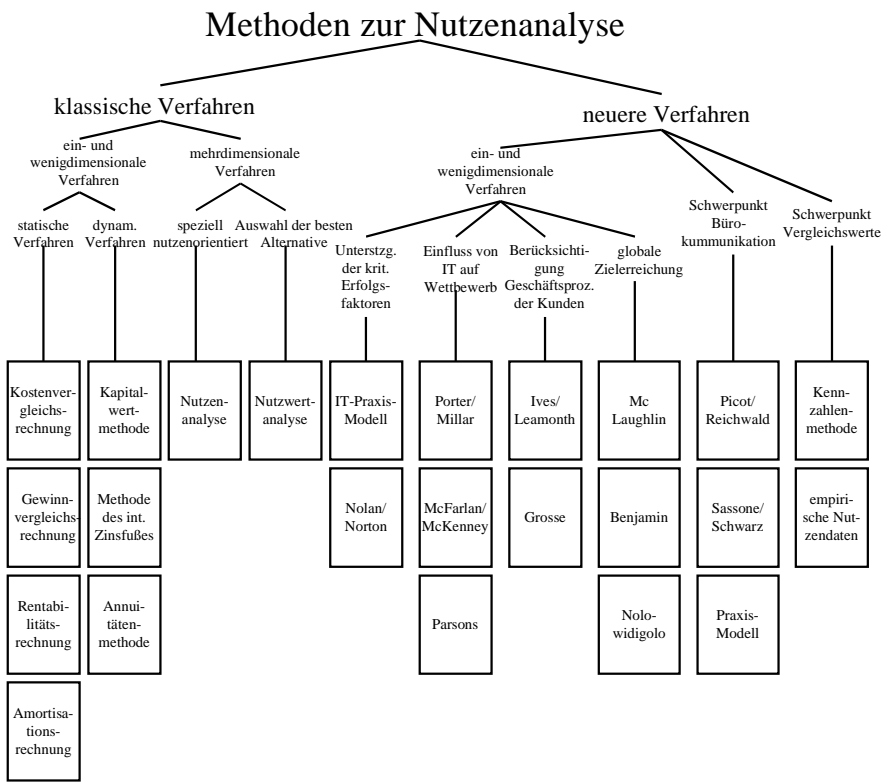 Methoden zur Nutzenanalyse
klassische Verfahren
neuere Verfahren
ein- und
wenigdimensionale
Verfahren
mehrdimensionale
Verfahren
ein- und
wenigdimensionale
Verfahren
Schwerpunkt
Büro-
kommunikation
Schwerpunkt
Vergleichswerte
statische
Verfahren
dynam.
Verfahren
speziell
nutzenorientiert
Auswahl der besten
Alternative
Unterstzg.
der krit.
Erfolgs-
faktoren
Einfluss von
IT auf
Wettbewerb
Berücksichti-
gung
Geschäftsproz.
der Kunden
globale
Zielerreichung
Kostenver-
gleichs-
rechnung
Kapital-
wert-
methode
Nutzen-
analyse
Nutzwert-
analyse
IT-Praxis-
Modell
Porter/
Millar
Ives/
Leamonth
Mc
Laughlin
Picot/
Reichwald
Kenn-
zahlen-
methode
Gewinn-
vergleichs-
rechnung
Methode
des int.
Zinsfußes
Nolan/
Norton
McFarlan/
McKenney
Grosse
Benjamin
Sassone/
Schwarz
empiri-
sche Nut-
zendaten
Rentabi-
litäts-
rechnung
Annui-
täten-
methode
Parsons
Nolo-
widigolo
Praxis-
Modell
Amortisa-
tions-
rechnung